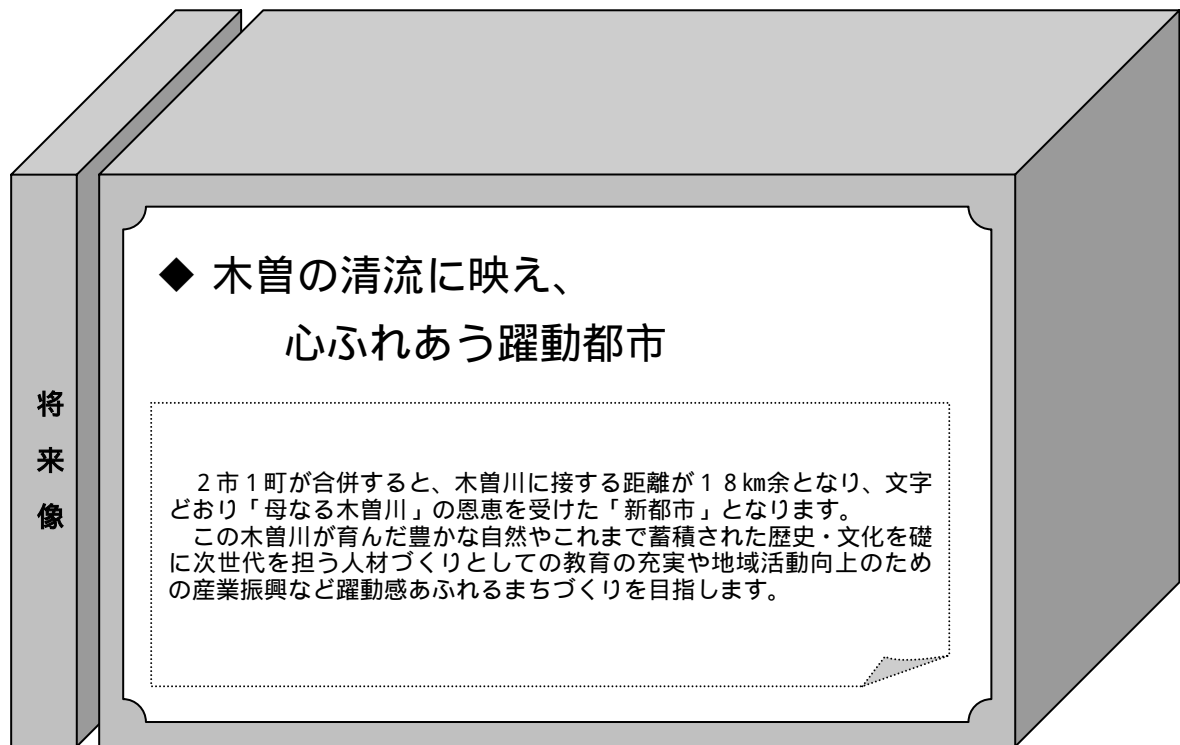 将来像
◆ 木曽の清流に映え、
心ふれあう躍動都市
２市１町が合併すると、木曽川に接する距離が１８㎞余となり、文字
どおり「母なる木曽川」の恩恵を受けた「新都市」となります。
この木曽川が育んだ豊かな自然やこれまで蓄積された歴史・文化を礎
に次世代を担う人材づくりとしての教育の充実や地域活動向上のため
の産業振興など躍動感あふれるまちづくりを目指します。